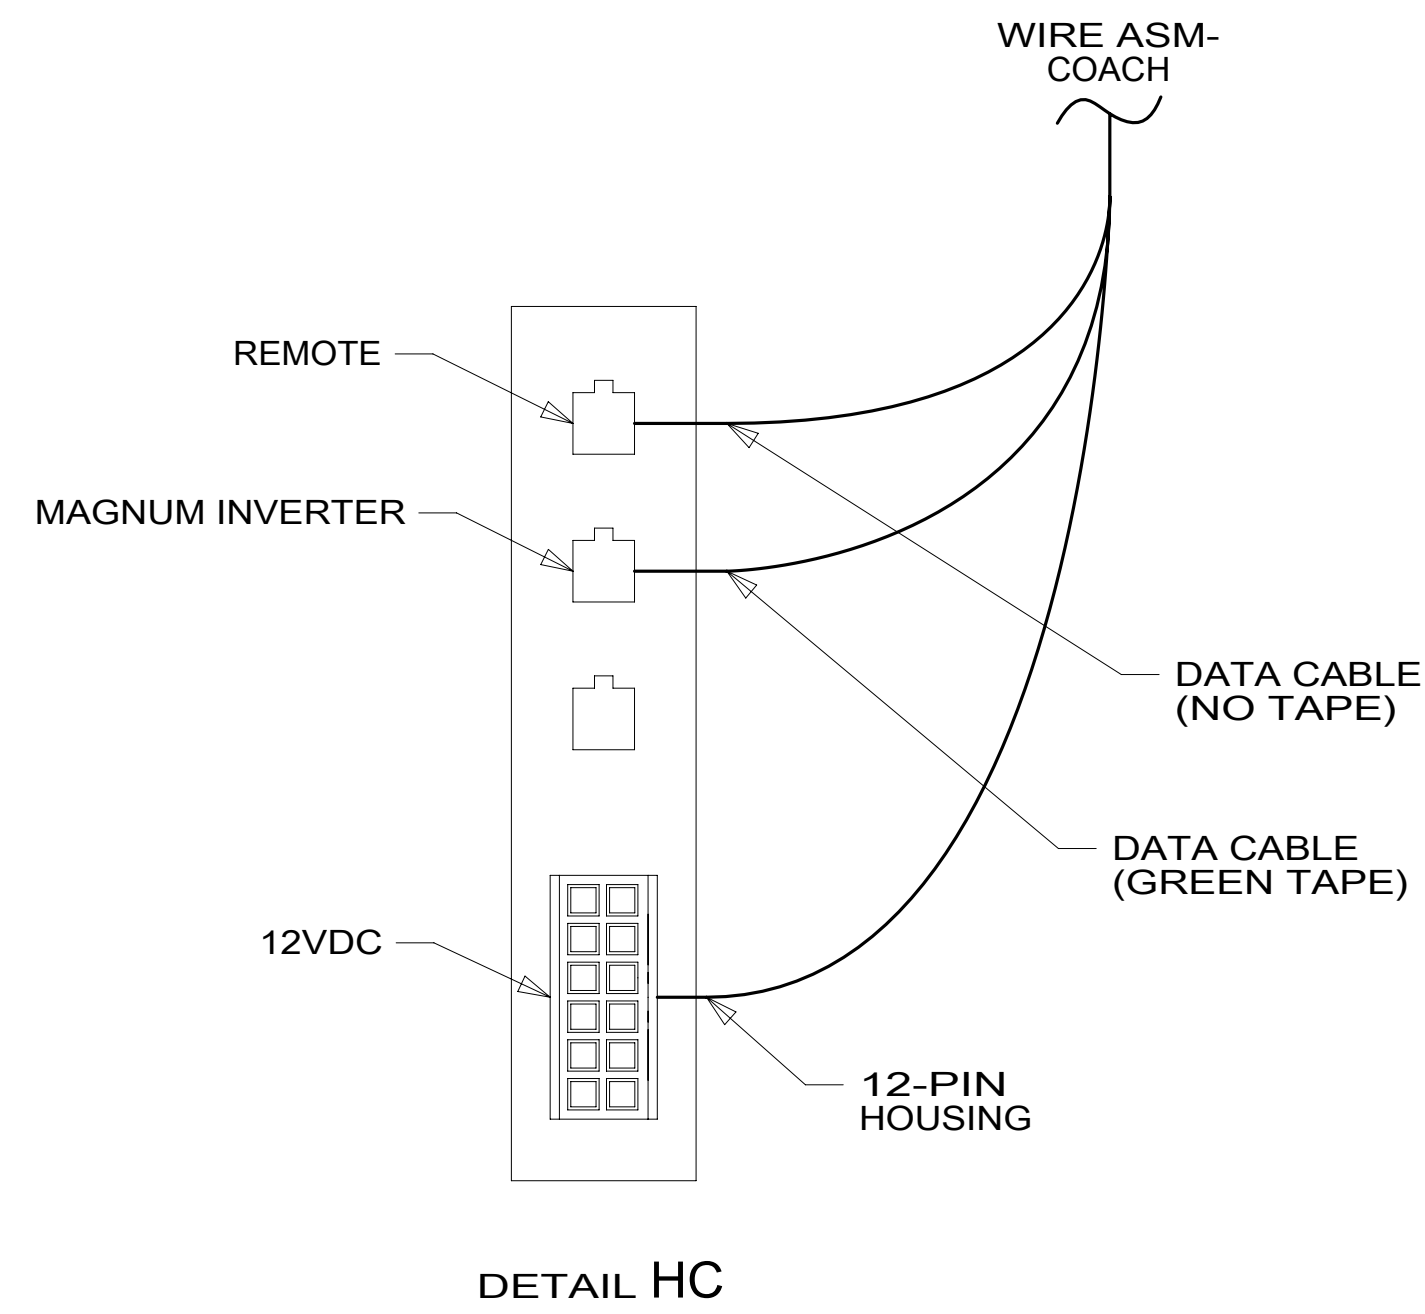 WIRE ASM-
COACH
REMOTE
MAGNUM INVERTER
DATA CABLE
(NO TAPE)
DATA CABLE
(GREEN TAPE)
12VDC
12-PIN
HOUSING
DETAIL HC